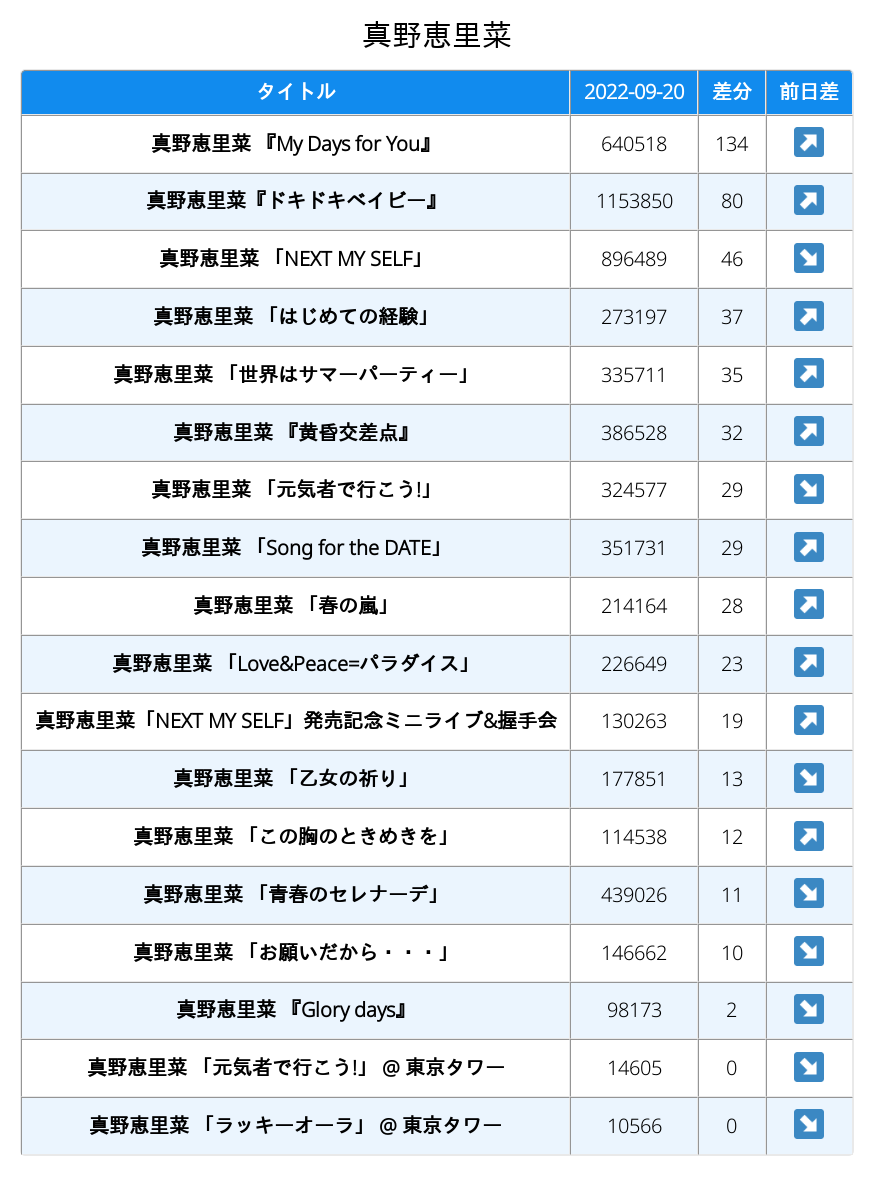 真野恵里菜
タイトル 2022-09-20 差分 前日差
真野恵里菜 『My Days for You』 640518 134 ↗
真野恵里菜『ドキドキベイビー』 1153850 80 ↗
真野恵里菜 「NEXT MY SELF」 896489 46 ↘
真野恵里菜 「はじめての経験」 273197 37 ↗
真野恵里菜 「世界はサマーパーティー」 335711 35 ↗
真野恵里菜 『黄昏交差点』 386528 32 ↗
真野恵里菜 「元気者で行こう!」 324577 29 ↘
真野恵里菜 「Song for the DATE」 351731 29 ↗
真野恵里菜 「春の嵐」 214164 28 ↗
真野恵里菜 「Love&Peace=パラダイス」 226649 23 ↗
真野恵里菜「NEXT MY SELF」発売記念ミニライブ&握手会 130263 19 ↗
真野恵里菜 「乙女の祈り」 177851 13 ↘
真野恵里菜 「この胸のときめきを」 114538 12 ↗
真野恵里菜 「青春のセレナーデ」 439026 11 ↘
真野恵里菜 「お願いだから・・・」 146662 10 ↘
真野恵里菜 『Glory days』 98173 2 ↘
真野恵里菜 「元気者で行こう!」 @ 東京タワー 14605 0 ↘
真野恵里菜 「ラッキーオーラ」 @ 東京タワー 10566 0 ↘